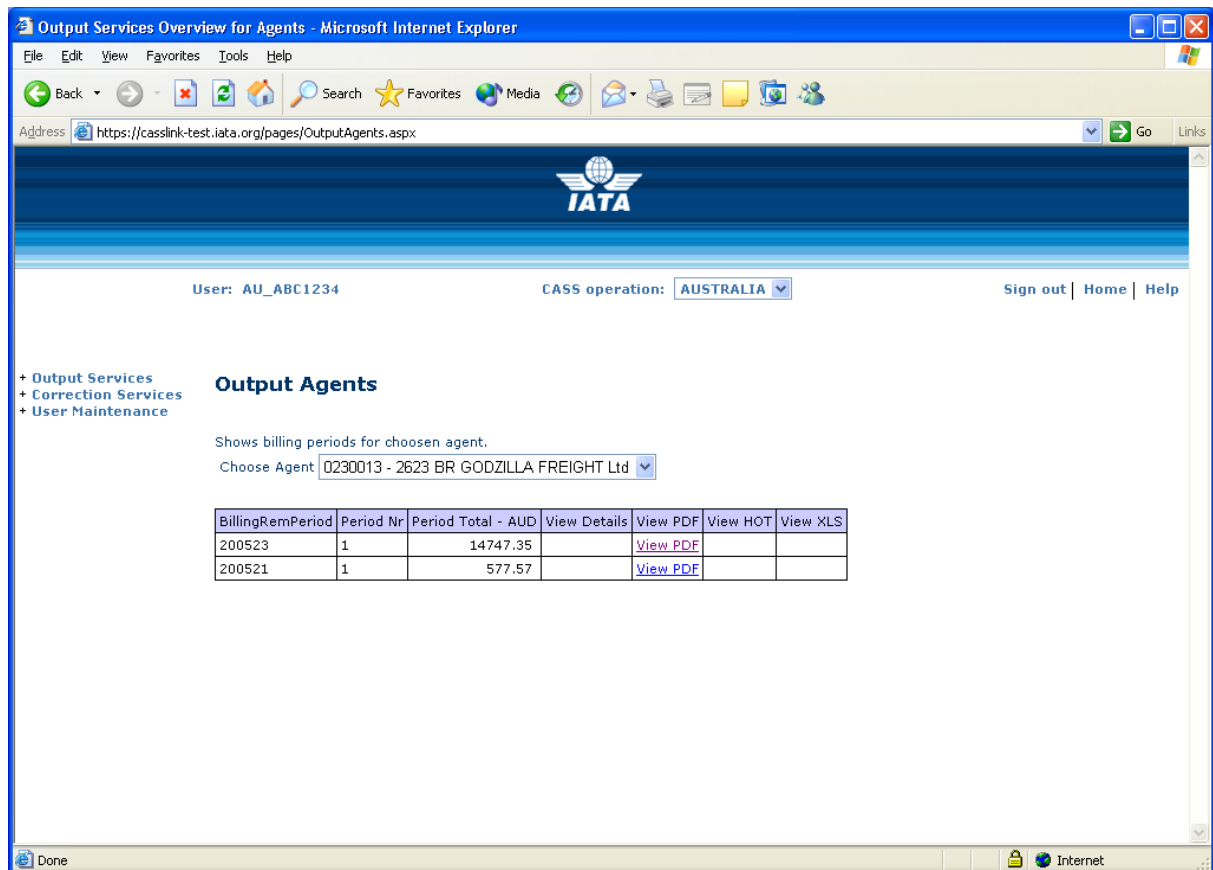 Output Services Overview for Agents - Microsoft Internet Explorer
File Edit View Favorites Tools Help
Back Search Favorites Media
Address https://casslink-test.iata.org/pages/OutputAgents.aspx Go Links
IATA
User: AU_ABC1234 CASS operation: AUSTRALIA Sign out | Home | Help
+ Output Services
+ Correction Services
+ User Maintenance
Output Agents
Shows billing periods for choosen agent.
Choose Agent 0230013 - 2623 BR GODZILLA FREIGHT Ltd
BillingRemPeriod Period Nr Period Total - AUD View Details View PDF View HOT View XLS
200523 1 14747.35 View PDF
200521 1 577.57 View PDF
Done Internet